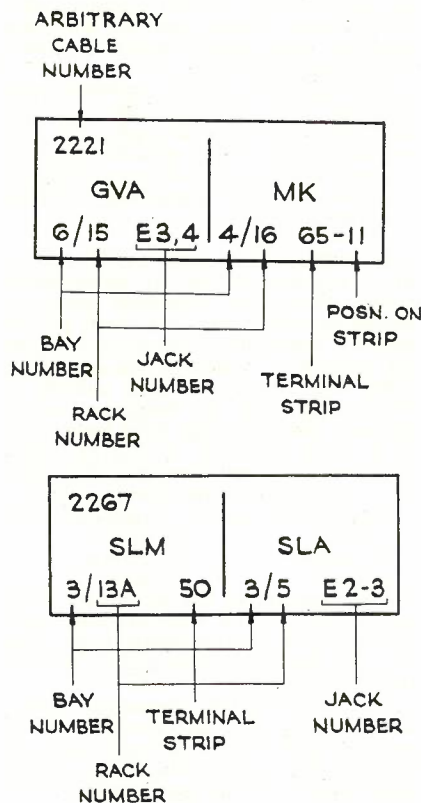 ARBITRARY
CABLE
NUMBER
2221
GVA MK
6/15 E3,4 4/16 65-11
BAY
NUMBER
RACK
NUMBER
JACK
NUMBER
TERMINAL
STRIP
POSN. ON
STRIP
2267
SLM SLA
3/13A 50 3/5 E2-3
BAY
NUMBER
RACK
NUMBER
TERMINAL
STRIP
JACK
NUMBER